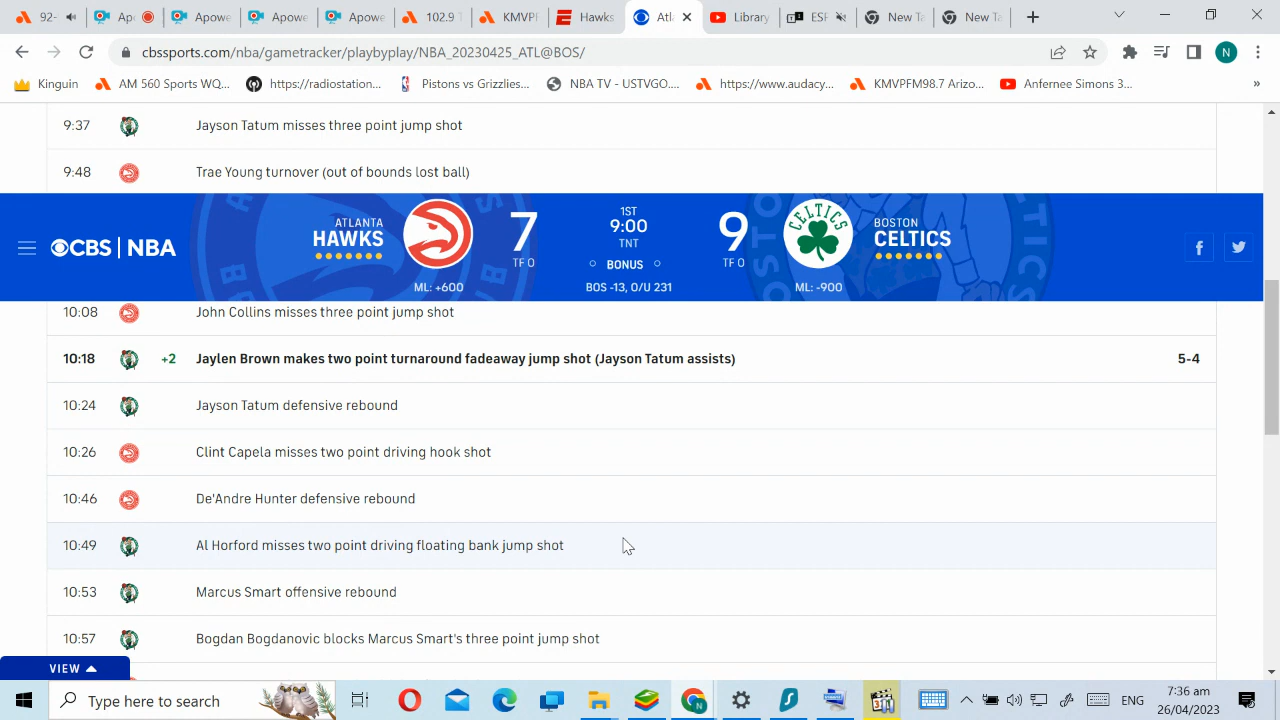 92-
Apo
Apowe
Apowe
Apowe
102.9 T
KMVPF
Hawks
Atla
Library
ESP
New Ta
New Ta
cbssports.com/nba/gametracker/playbyplay/NBA_20230425_ATL@BOS/
N
Kinguin
AM 560 Sports WQ...
https://radiostation...
Pistons vs Grizzlies...
NBA TV - USTVGO....
https://www.audacy...
KMVPFM98.7 Arizo...
Anfernee Simons 3...
»
9:37 Jayson Tatum misses three point jump shot
9:48 Trae Young turnover (out of bounds lost ball)
CBS | NBA
ATLANTA
HAWKS
7
TF 0
ML: +600
1ST
9:00
TNT
BONUS
BOS -13, O/U 231
9
TF 0
CELTICS
ML: -900
BOSTON
CELTICS
10:08 John Collins misses three point jump shot
10:18 +2 Jaylen Brown makes two point turnaround fadeaway jump shot (Jayson Tatum assists) 5-4
10:24 Jayson Tatum defensive rebound
10:26 Clint Capela misses two point driving hook shot
10:46 De'Andre Hunter defensive rebound
10:49 Al Horford misses two point driving floating bank jump shot
10:53 Marcus Smart offensive rebound
10:57 Bogdan Bogdanovic blocks Marcus Smart's three point jump shot
VIEW
Type here to search
ENG
7:36 am
26/04/2023